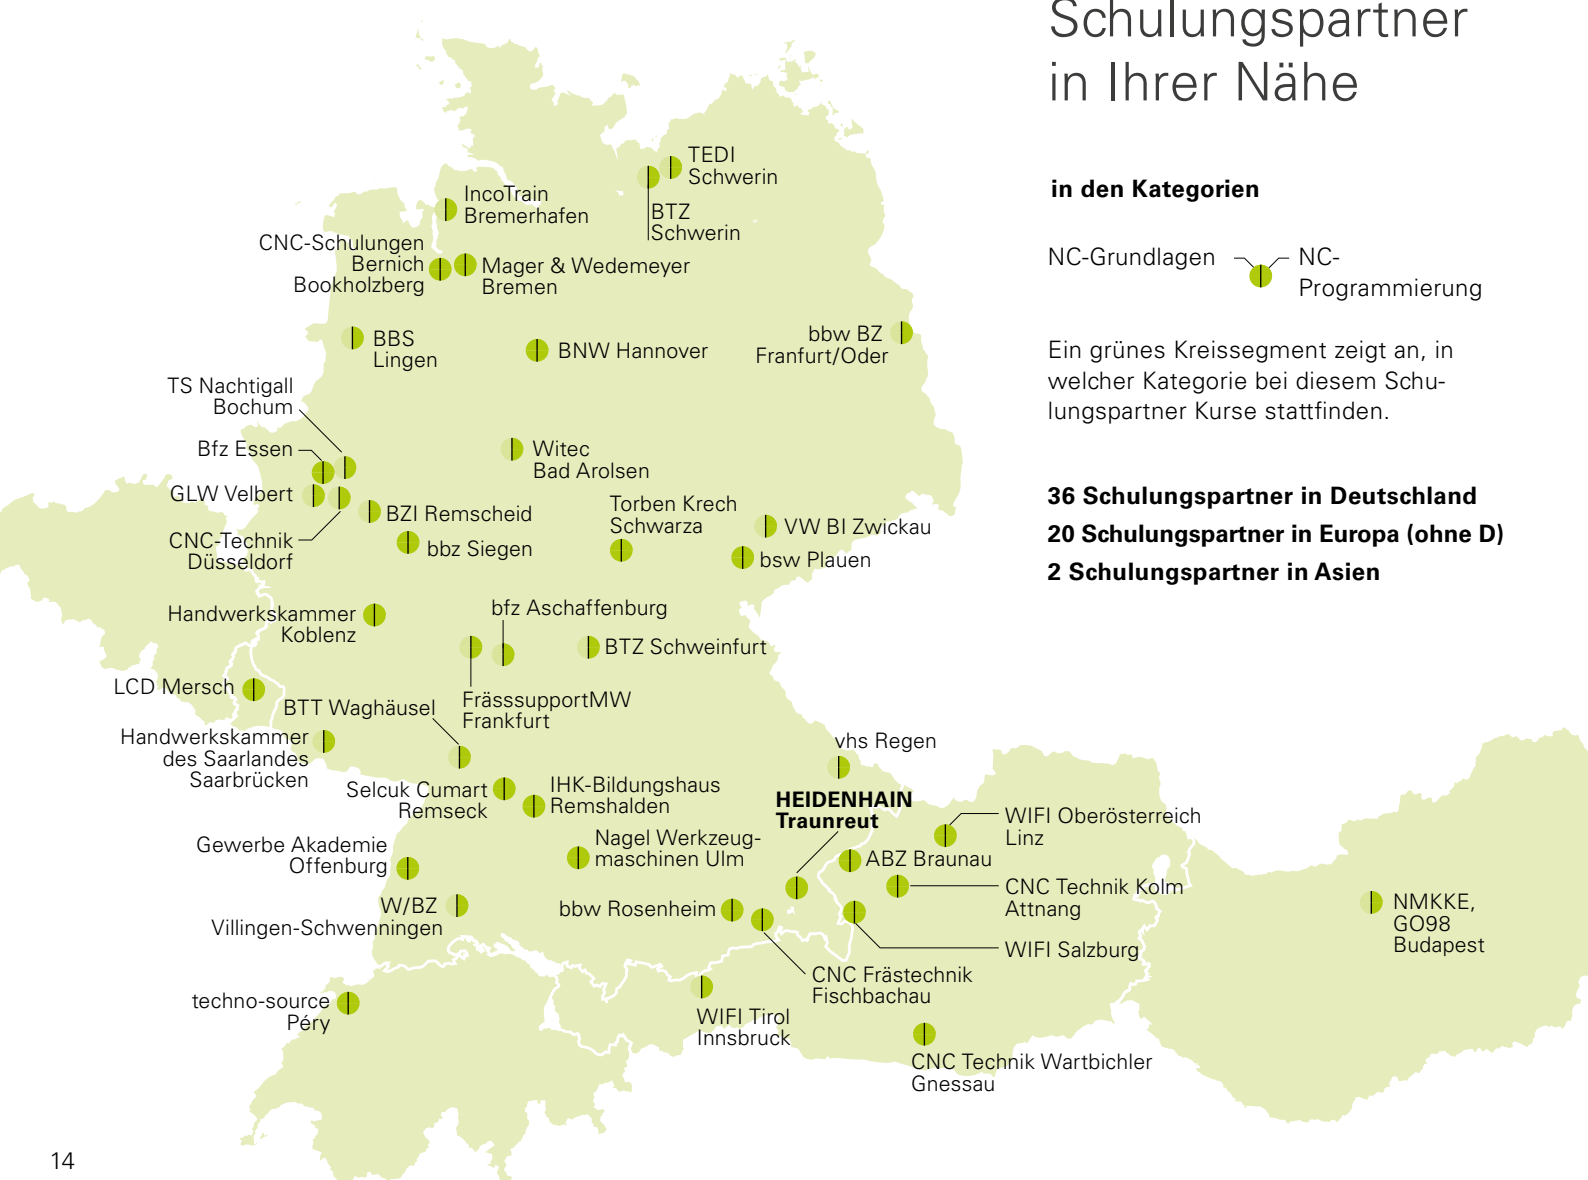 Schulungspartner
in Ihrer Nähe
in den Kategorien
NC-Grundlagen
NC-
Programmierung
Ein grünes Kreissegment zeigt an, in
welcher Kategorie bei diesem Schu-
lungspartner Kurse stattfinden.
36 Schulungspartner in Deutschland
20 Schulungspartner in Europa (ohne D)
2 Schulungspartner in Asien
TEDI
Schwerin
BTZ
Schwerin
IncoTrain
Bremerhafen
CNC-Schulungen
Bernich
Bookholzberg
Mager & Wedemeyer
Bremen
BBS
Lingen
BNW Hannover
bbw BZ
Franfurt/Oder
TS Nachtigall
Bochum
Bfz Essen
GLW Velbert
CNC-Technik
Düsseldorf
Witec
Bad Arolsen
BZI Remscheid
bbz Siegen
Torben Krech
Schwarza
VW BI Zwickau
bsw Plauen
Handwerkskammer
Koblenz
bfz Aschaffenburg
BTZ Schweinfurt
LCD Mersch
BTT Waghäusel
FrässsupportMW
Frankfurt
Handwerkskammer
des Saarlandes
Saarbrücken
vhs Regen
Selcuk Cumart
Remseck
IHK-Bildungshaus
Remshalden
HEIDENHAIN
Traunreut
WIFI Oberösterreich
Linz
Gewerbe Akademie
Offenburg
Nagel Werkzeug-
maschinen Ulm
ABZ Braunau
CNC Technik Kolm
Attnang
W/BZ
Villingen-Schwenningen
bbw Rosenheim
NMKKE,
GO98
Budapest
WIFI Salzburg
CNC Frästechnik
Fischbachau
techno-source
Péry
WIFI Tirol
Innsbruck
CNC Technik Wartbichler
Gnessau
14